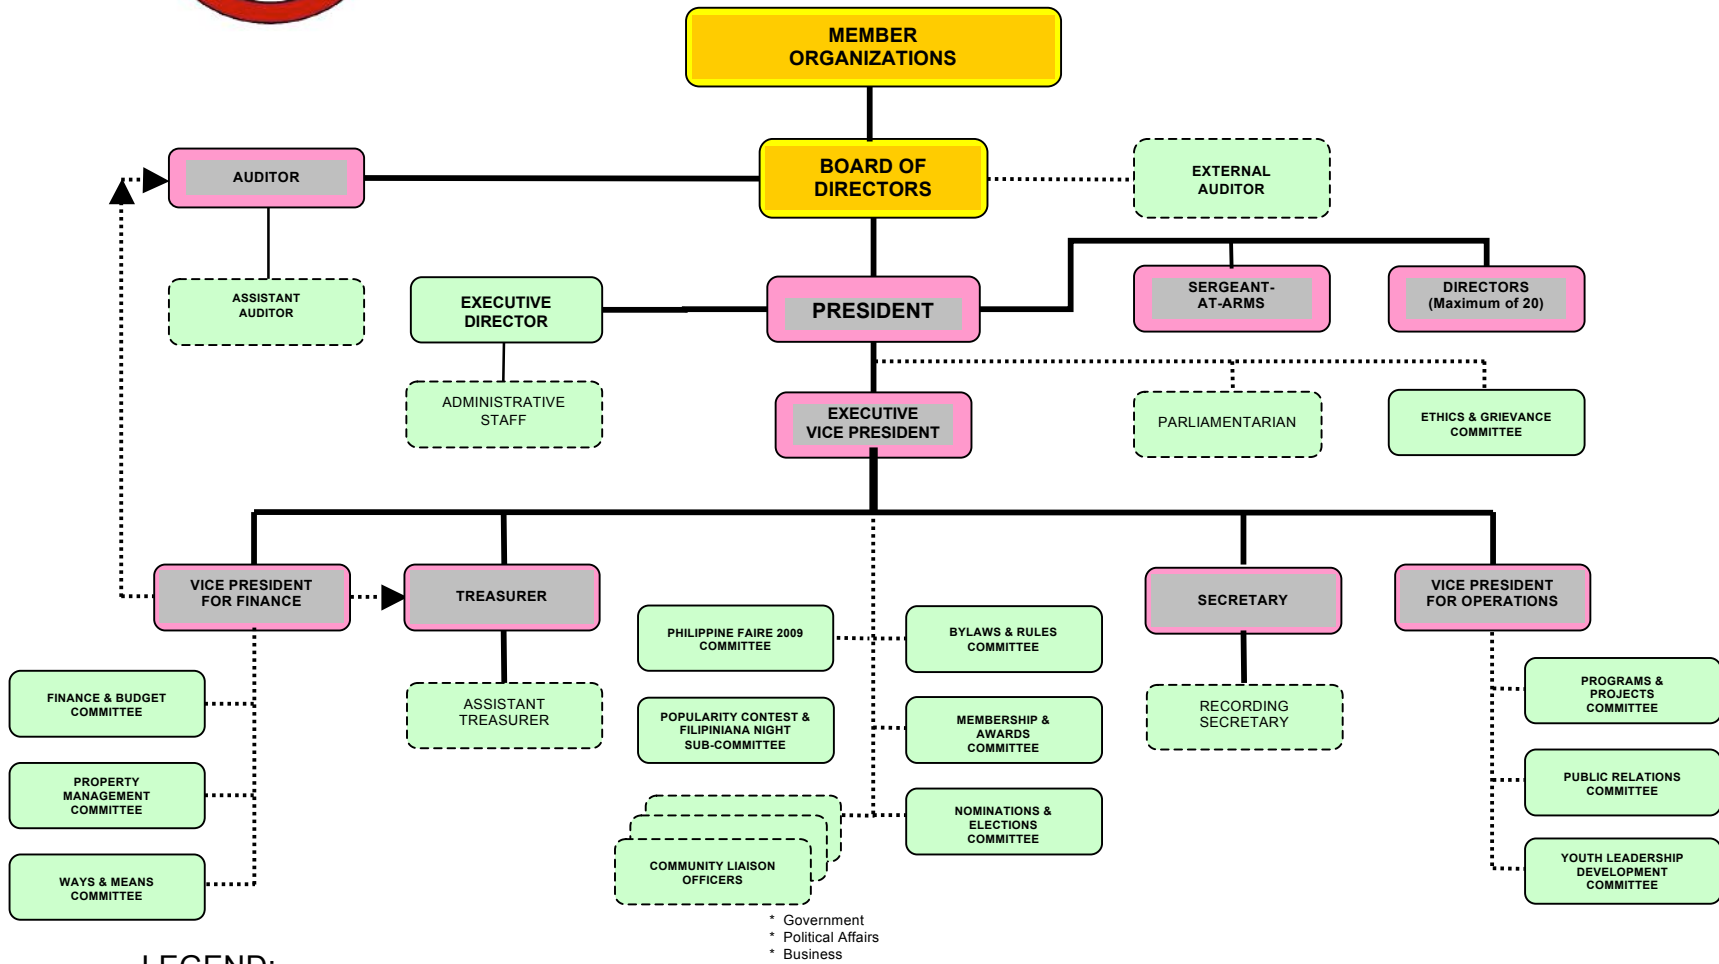 MEMBER
ORGANIZATIONS
AUDITOR
BOARD OF
DIRECTORS
EXTERNAL
AUDITOR
ASSISTANT
AUDITOR
EXECUTIVE
DIRECTOR
PRESIDENT
SERGEANT-
AT-ARMS
DIRECTORS
(Maximum of 20)
ADMINISTRATIVE
STAFF
EXECUTIVE
VICE PRESIDENT
PARLIAMENTARIAN
ETHICS & GRIEVANCE
COMMITTEE
VICE PRESIDENT
FOR FINANCE
TREASURER
SECRETARY
VICE PRESIDENT
FOR OPERATIONS
PHILIPPINE FAIRE 2009
COMMITTEE
BYLAWS & RULES
COMMITTEE
FINANCE & BUDGET
COMMITTEE
ASSISTANT
TREASURER
POPULARITY CONTEST &
FILIPINIANA NIGHT
SUB-COMMITTEE
MEMBERSHIP &
AWARDS
COMMITTEE
RECORDING
SECRETARY
PROGRAMS &
PROJECTS
COMMITTEE
PROPERTY
MANAGEMENT
COMMITTEE
PUBLIC RELATIONS
COMMITTEE
NOMINATIONS &
ELECTIONS
COMMITTEE
WAYS & MEANS
COMMITTEE
COMMUNITY LIAISON
OFFICERS
YOUTH LEADERSHIP
DEVELOPMENT
COMMITTEE
* Government
* Political Affairs
* Business
LEGEND: